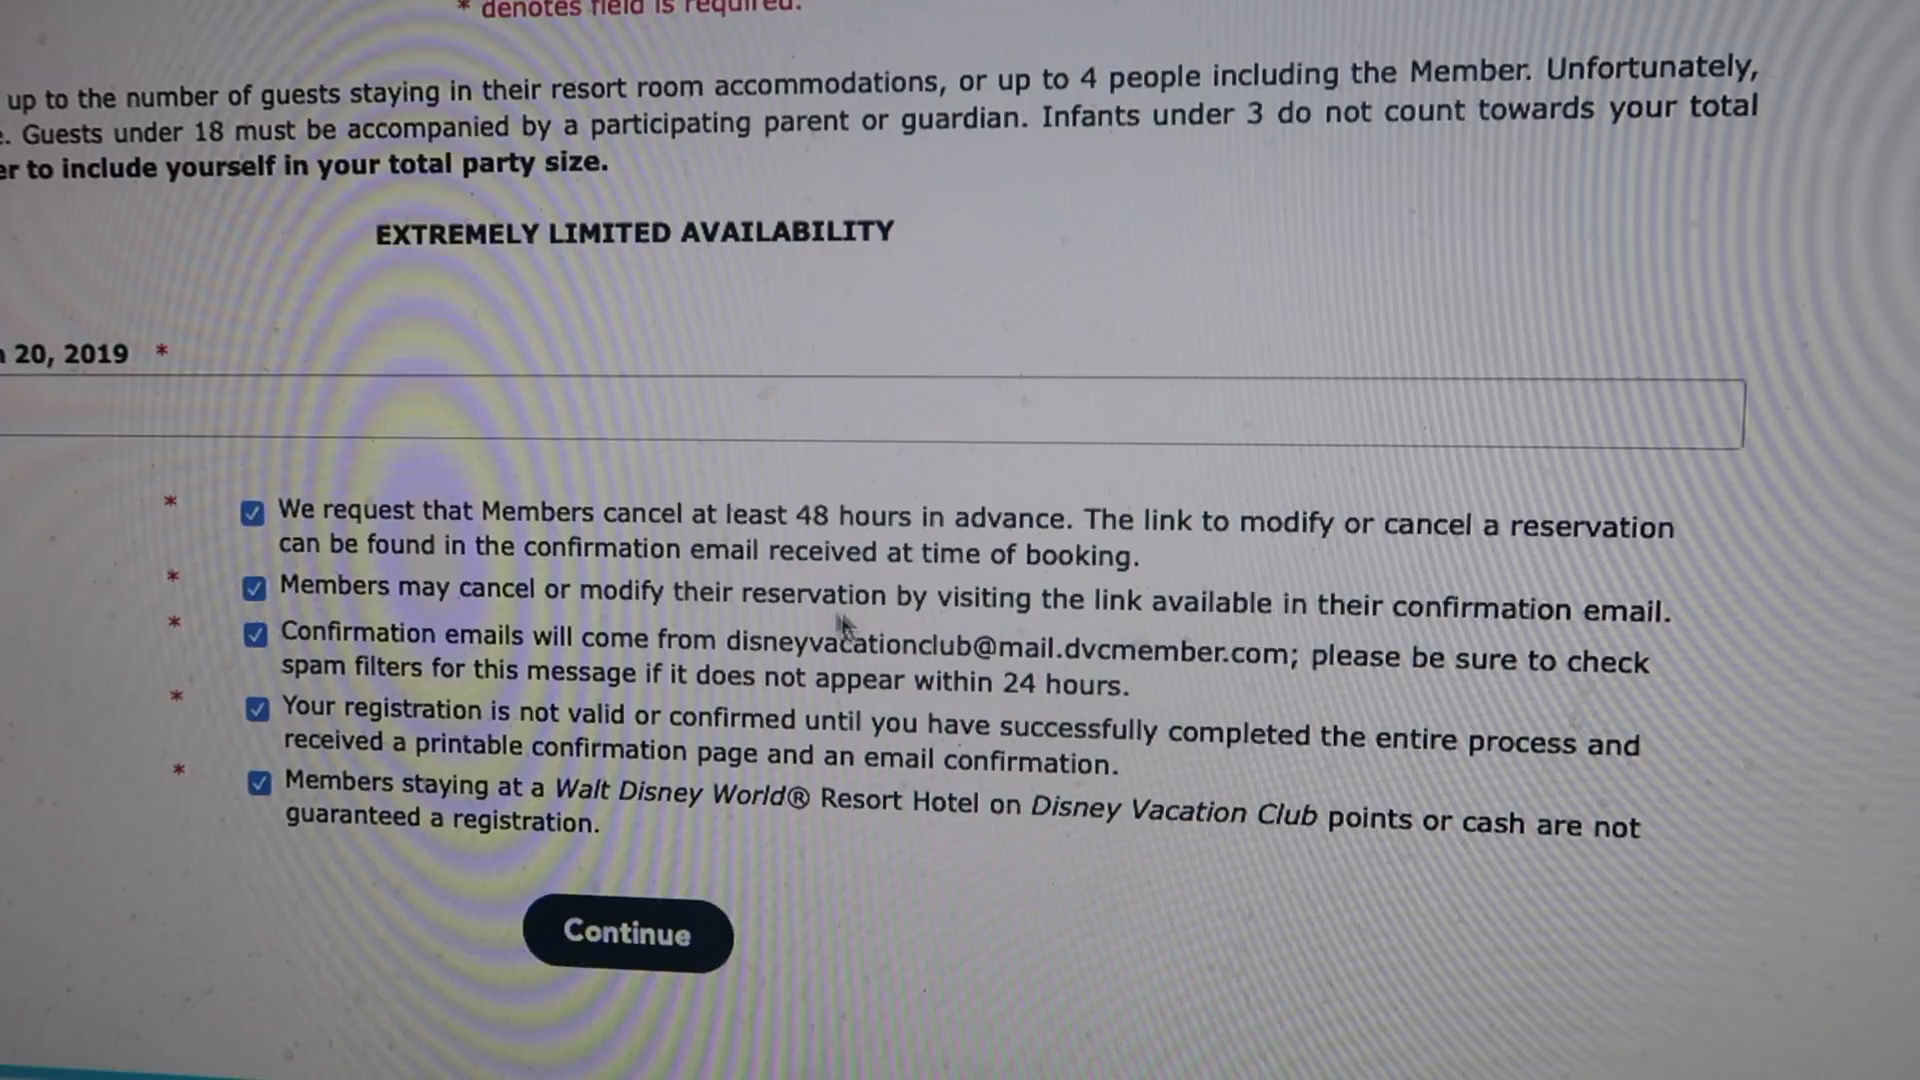 * denotes field is required.
up to the number of guests staying in their resort room accommodations, or up to 4 people including the Member. Unfortunately,
Guests under 18 must be accompanied by a participating parent or guardian. Infants under 3 do not count towards your total
to include yourself in your total party size.
EXTREMELY LIMITED AVAILABILITY
20, 2019 *
* We request that Members cancel at least 48 hours in advance. The link to modify or cancel a reservation
can be found in the confirmation email received at time of booking.
* Members may cancel or modify their reservation by visiting the link available in their confirmation email.
* Confirmation emails will come from disneyvacationclub@mail.dvcmember.com; please be sure to check
spam filters for this message if it does not appear within 24 hours.
* Your registration is not valid or confirmed until you have successfully completed the entire process and
received a printable confirmation page and an email confirmation.
* Members staying at a Walt Disney World® Resort Hotel on Disney Vacation Club points or cash are not
guaranteed a registration.
Continue